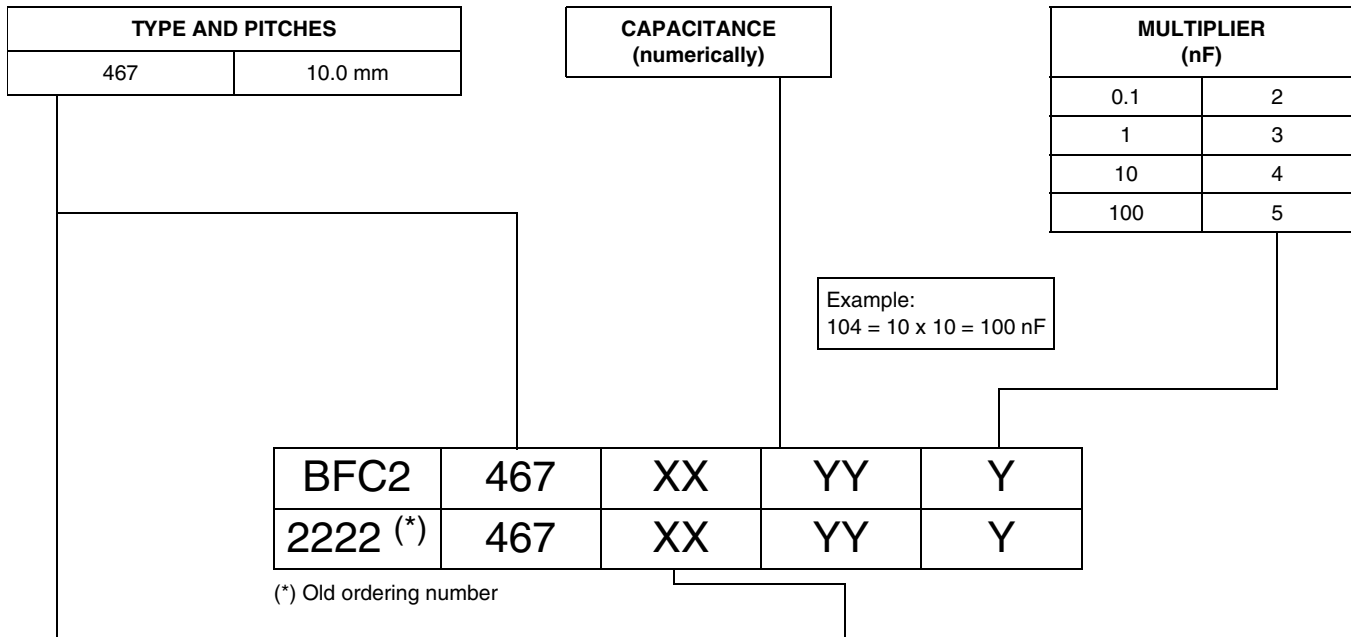 TYPE AND PITCHES
467 10.0 mm
CAPACITANCE
(numerically)
MULTIPLIER
(nF)
0.1 2
1 3
10 4
100 5
Example:
104 = 10 x 10 = 100 nF
BFC2 467 XX YY Y
2222 (*) 467 XX YY Y
(*) Old ordering number